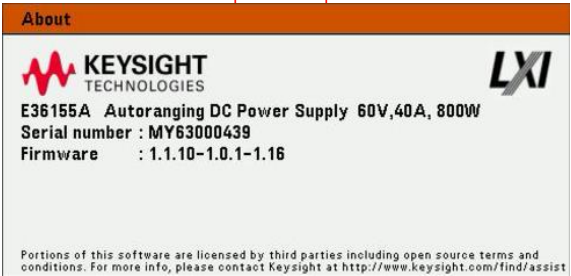 About
KEYSIGHT
TECHNOLOGIES
LXI
E36155A Autoranging DC Power Supply 60V,40A, 800W
Serial number : MY63000439
Firmware : 1.1.10-1.0.1-1.16
Portions of this software are licensed by third parties including open source terms and
conditions. For more info, please contact Keysight at http://www.keysight.com/find/assist